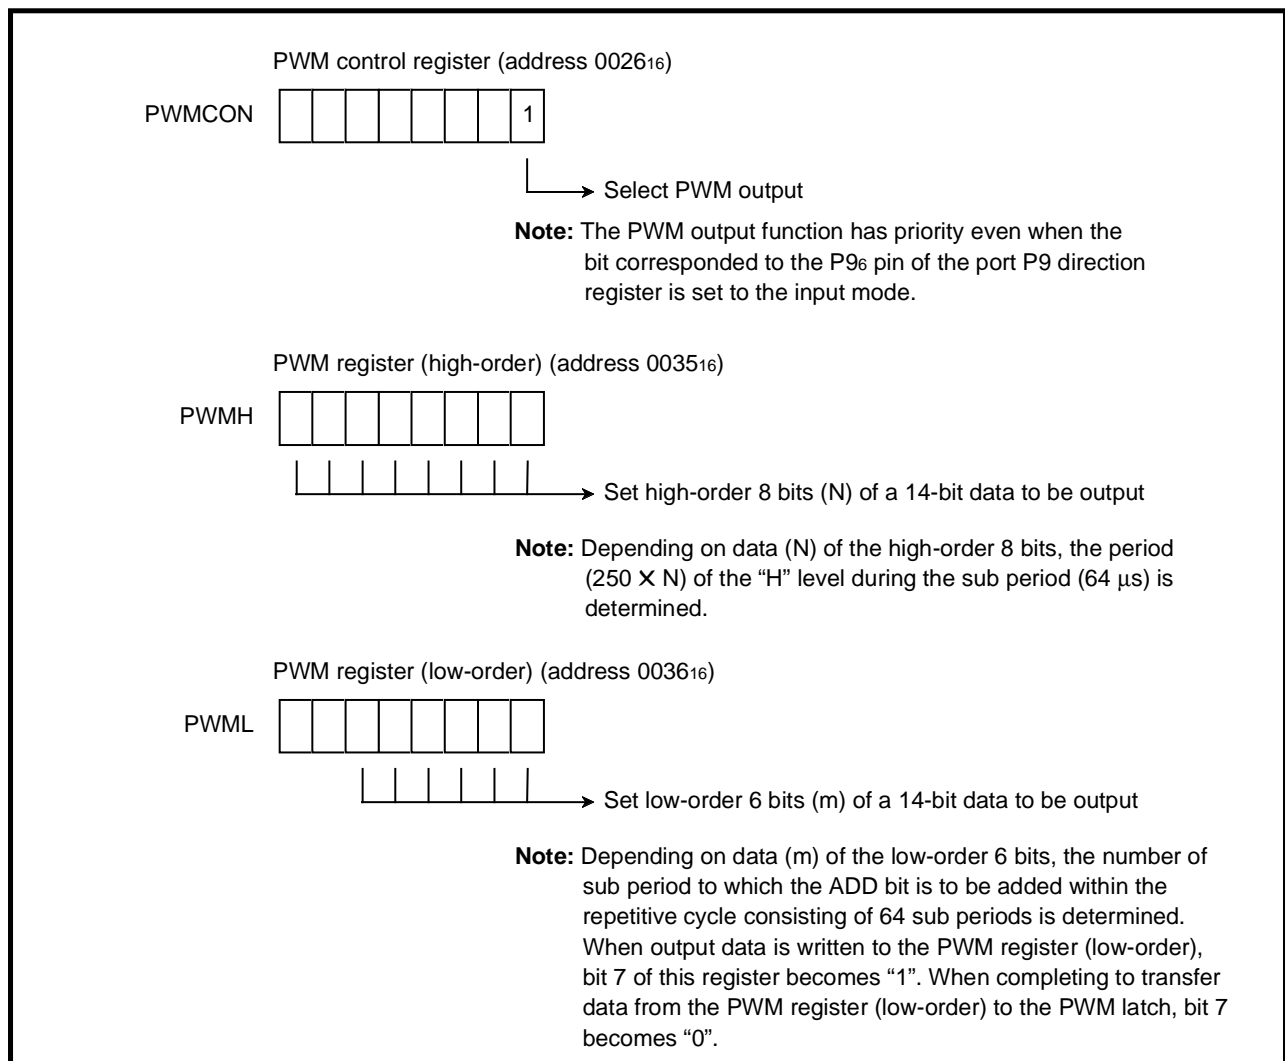 PWM control register (address 002616)
PWMCON
1
Select PWM output
Note: The PWM output function has priority even when the
bit corresponded to the P96 pin of the port P9 direction
register is set to the input mode.
PWM register (high-order) (address 003516)
PWMH
Set high-order 8 bits (N) of a 14-bit data to be output
Note: Depending on data (N) of the high-order 8 bits, the period
(250 × N) of the “H” level during the sub period (64 μs) is
determined.
PWM register (low-order) (address 003616)
PWML
Set low-order 6 bits (m) of a 14-bit data to be output
Note: Depending on data (m) of the low-order 6 bits, the number of
sub period to which the ADD bit is to be added within the
repetitive cycle consisting of 64 sub periods is determined.
When output data is written to the PWM register (low-order),
bit 7 of this register becomes “1”. When completing to transfer
data from the PWM register (low-order) to the PWM latch, bit 7
becomes “0”.